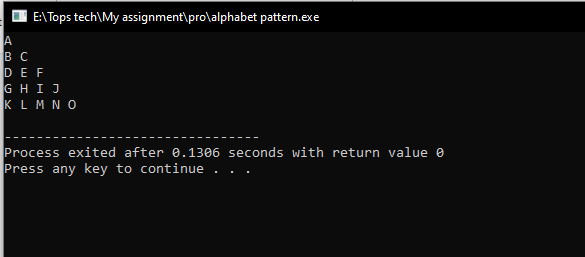 E:\Tops tech\My assignment\pro\alphabet pattern.exe
A
B C
D E F
G H I J
K L M N O
--------------------------------
Process exited after 0.1306 seconds with return value 0
Press any key to continue . . .